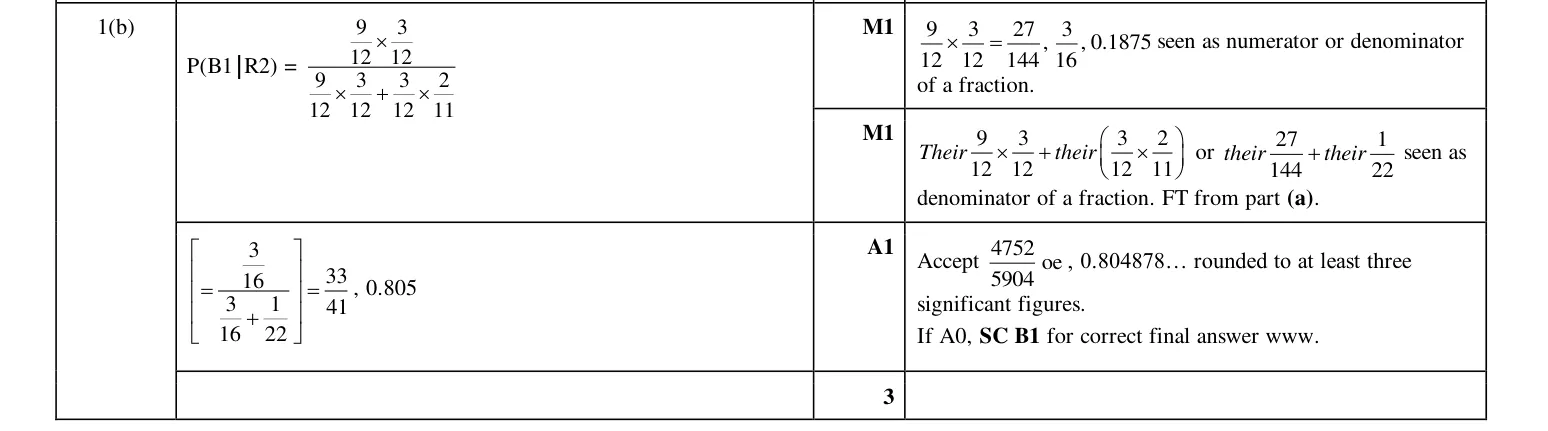 1(b)
P(B1|R2) = (9/12 × 3/12) / (9/12 × 3/12 + 3/12 × 2/11)
M1
9/12 × 3/12 = 27/144, 3/16, 0.1875 seen as numerator or denominator
of a fraction.
M1
Their 9/12 × 3/12 + their (3/12 × 2/11) or their 27/144 + their 1/22 seen as
denominator of a fraction. FT from part (a).
[= (3/16) / (3/16 + 1/22)] = 33/41, 0.805
A1
Accept 4752/5904 oe, 0.804878… rounded to at least three
significant figures.
If A0, SC B1 for correct final answer www.
3